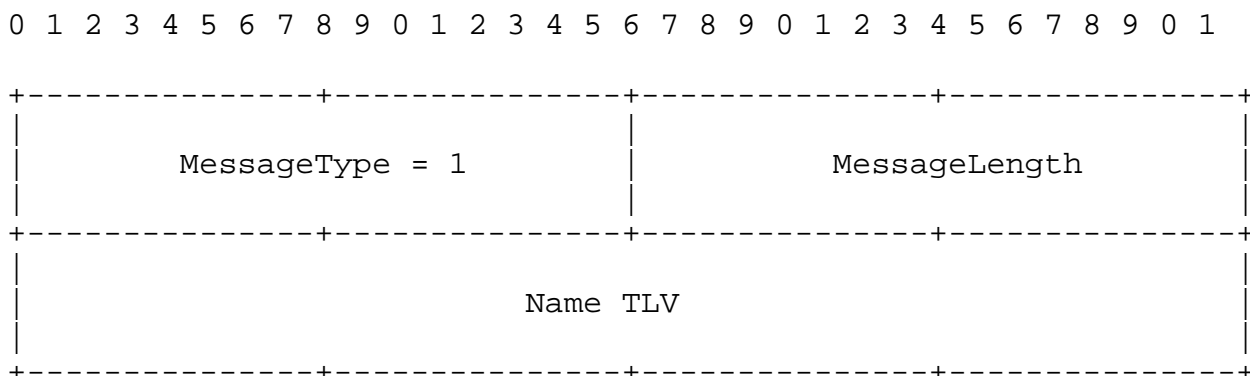 0 1 2 3 4 5 6 7 8 9 0 1 2 3 4 5 6 7 8 9 0 1 2 3 4 5 6 7 8 9 0 1
+---------------+---------------+---------------+---------------+
| | |
| MessageType = 1 | MessageLength |
| | |
+---------------+---------------+---------------+---------------+
| |
| Name TLV |
| |
+---------------+---------------+---------------+---------------+